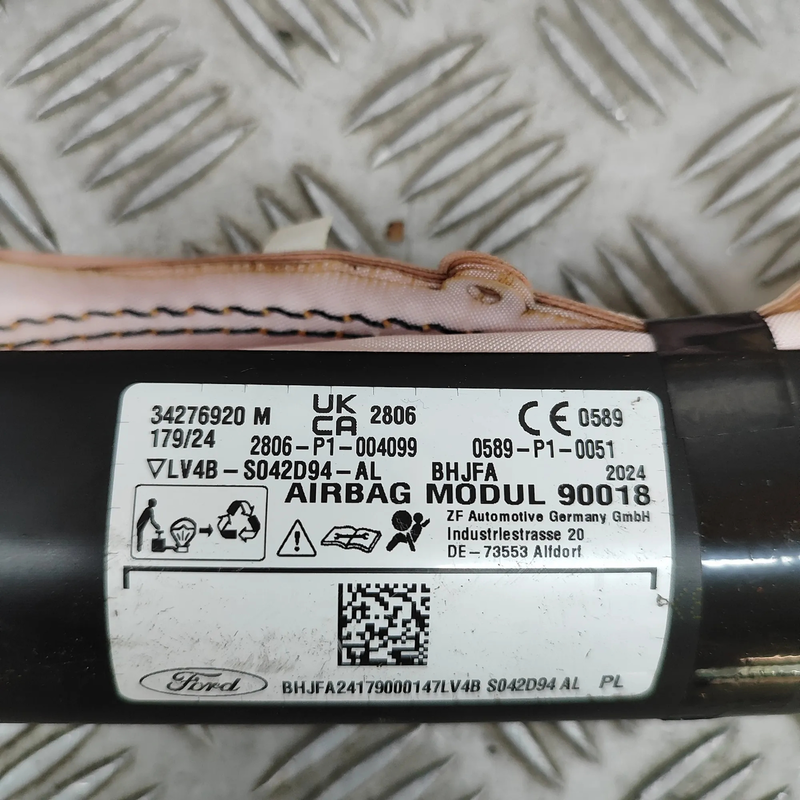 34276920 M UK CA 2806 CE 0589
179/24 2806-P1-004099 0589-P1-0051
▽LV4B-S042D94-AL BHJFA 2024
AIRBAG MODUL 90018
ZF Automotive Germany GmbH
Industriestrasse 20
DE-73553 Alfdorf
Ford BHJFA24179000147LV4B S042D94 AL PL